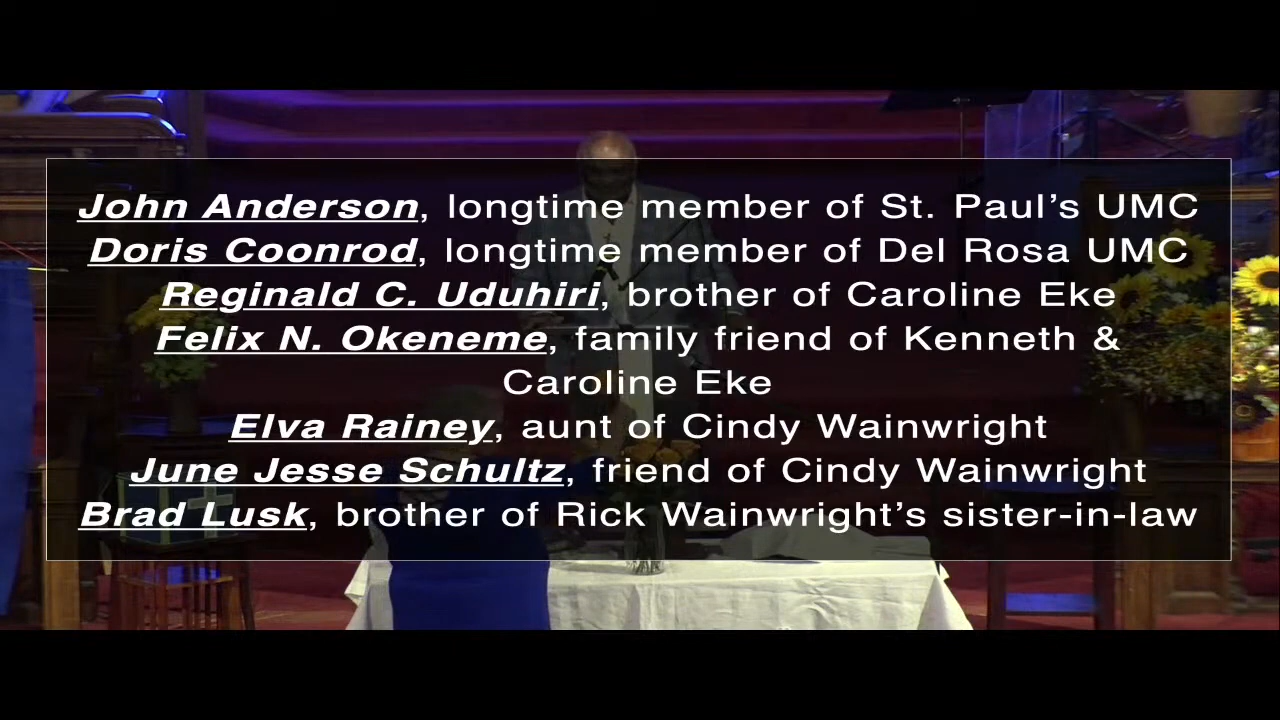 John Anderson, longtime member of St. Paul’s UMC
Doris Coonrod, longtime member of Del Rosa UMC
Reginald C. Uduhiri, brother of Caroline Eke
Felix N. Okeneme, family friend of Kenneth &
Caroline Eke
Elva Rainey, aunt of Cindy Wainwright
June Jesse Schultz, friend of Cindy Wainwright
Brad Lusk, brother of Rick Wainwright’s sister-in-law